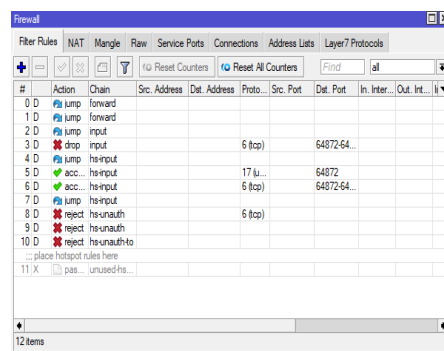 Firewall
Filter Rules NAT Mangle Raw Service Ports Connections Address Lists Layer7 Protocols
Reset Counters Reset All Counters Find all
# Action Chain Src. Address Dst. Address Proto... Src. Port Dst. Port In. Inter... Out. Int...
0 D jump forward
1 D jump forward
2 D jump input
3 D drop input 6 (tcp) 64872-64...
4 D jump hs-input
5 D acc... hs-input 17 (u... 64872
6 D acc... hs-input 6 (tcp) 64872-64...
7 D jump hs-input
8 D reject hs-unauth 6 (tcp)
9 D reject hs-unauth
10 D reject hs-unauth-to
::: place hotspot rules here
11 X pas... unused-hs...
12 items